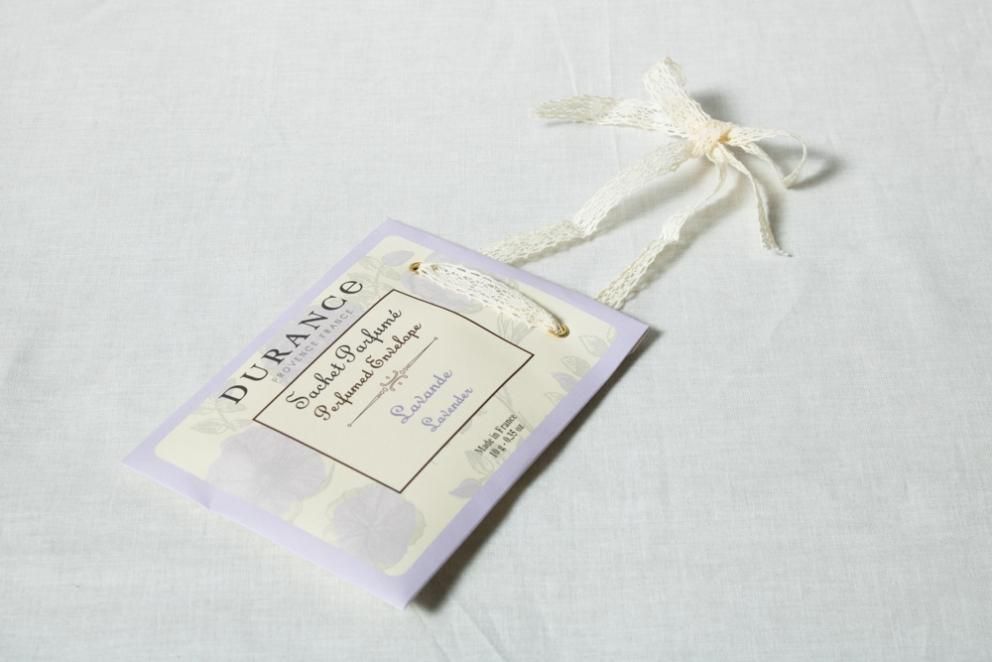 DURANCE
PROVENCE FRANCE
Sachet Parfumé
Perfumed Envelope
Lavande
Lavender
Made in France
10 g - 0.35 oz